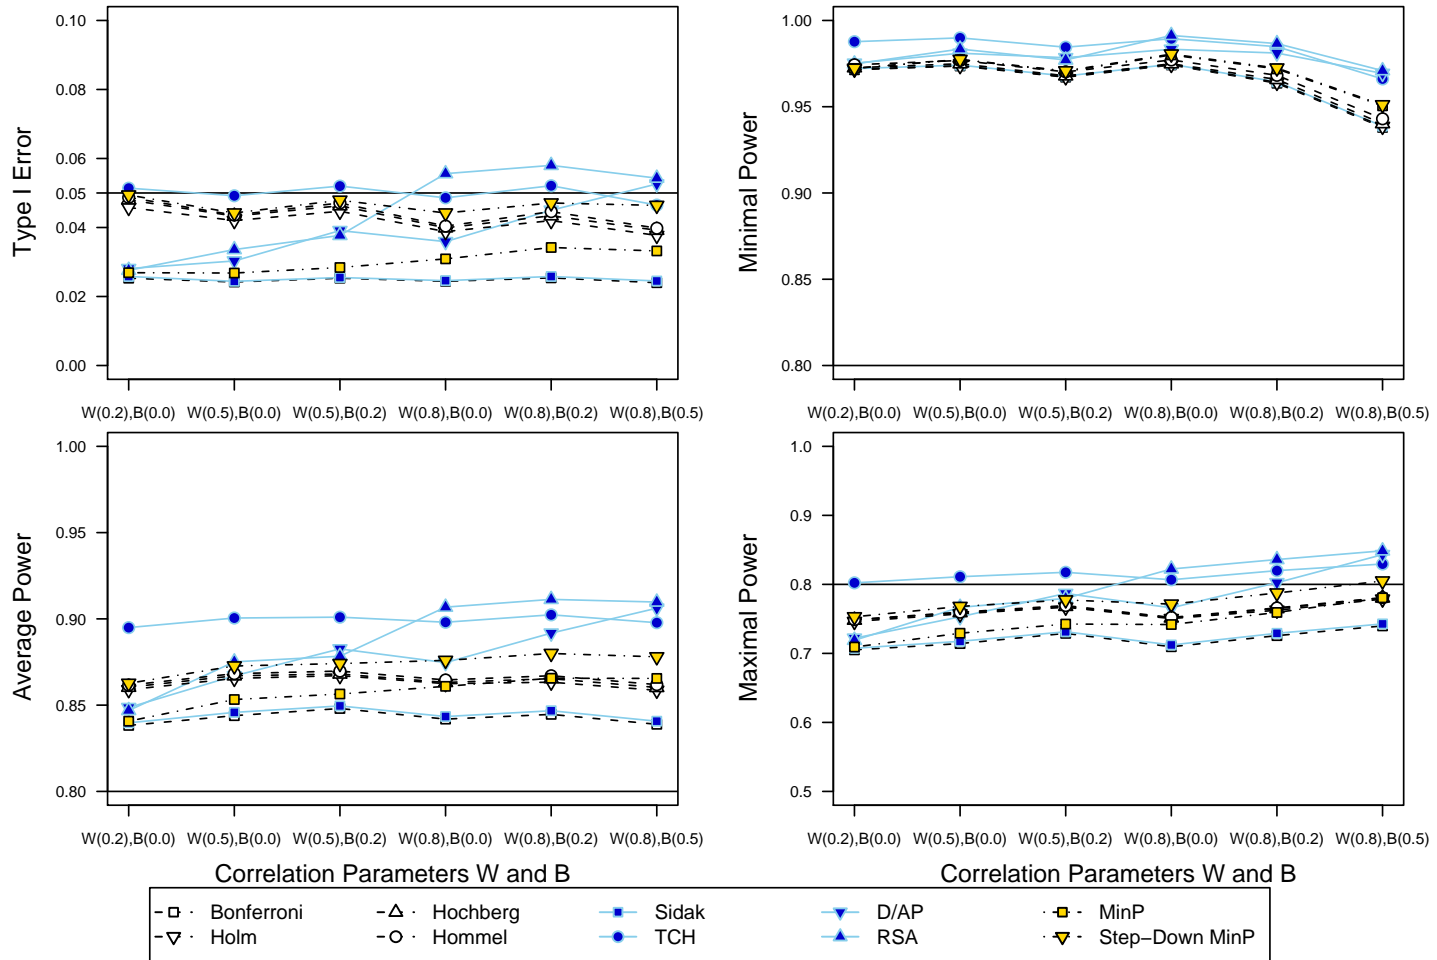 0.10
0.08
0.06
0.05
0.04
0.02
0.00
Type I Error
W(0.2),B(0.0) W(0.5),B(0.0) W(0.5),B(0.2) W(0.8),B(0.0) W(0.8),B(0.2) W(0.8),B(0.5)
1.00
0.95
0.90
0.85
0.80
Minimal Power
W(0.2),B(0.0) W(0.5),B(0.0) W(0.5),B(0.2) W(0.8),B(0.0) W(0.8),B(0.2) W(0.8),B(0.5)
1.00
0.95
0.90
0.85
0.80
Average Power
W(0.2),B(0.0) W(0.5),B(0.0) W(0.5),B(0.2) W(0.8),B(0.0) W(0.8),B(0.2) W(0.8),B(0.5)
Correlation Parameters W and B
1.0
0.9
0.8
0.7
0.6
0.5
Maximal Power
W(0.2),B(0.0) W(0.5),B(0.0) W(0.5),B(0.2) W(0.8),B(0.0) W(0.8),B(0.2) W(0.8),B(0.5)
Correlation Parameters W and B
Bonferroni Hochberg Sidak D/AP MinP
Holm Hommel TCH RSA Step−Down MinP